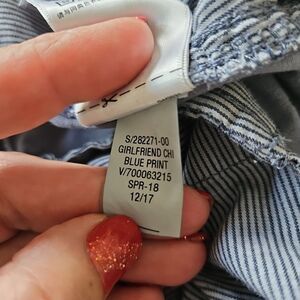 S/282271-00
GIRLFRIEND CHI
BLUE PRINT
V/700063215
SPR-18
12/17